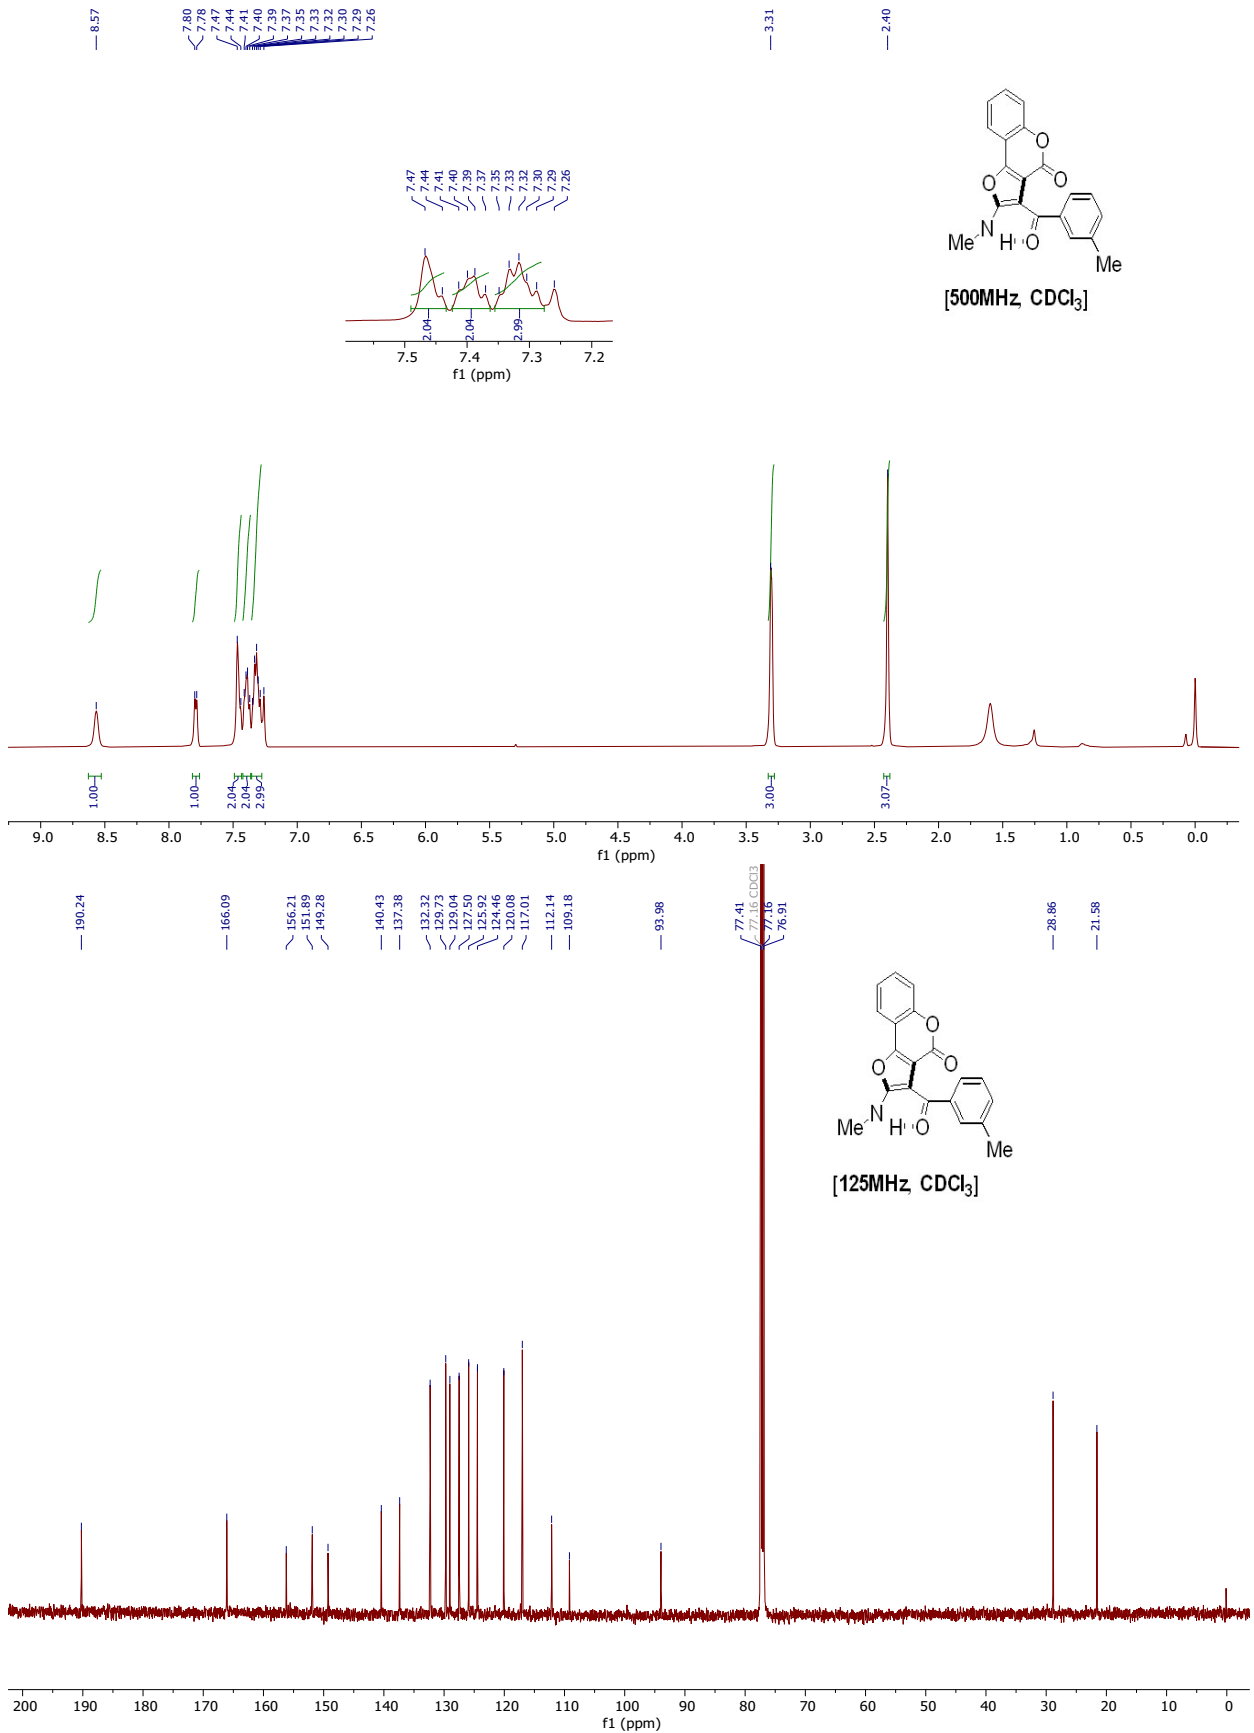 8.57
7.80
7.78
7.47
7.44
7.41
7.40
7.39
7.37
7.35
7.33
7.32
7.30
7.29
7.26
3.31
2.40
7.47
7.44
7.41
7.40
7.39
7.37
7.35
7.33
7.32
7.30
7.29
7.26
2.04
2.04
2.99
7.5 7.4 7.3 7.2
f1 (ppm)
O
O
O
N
Me
H
O
Me
[500MHz, CDCl₃]
1.00
1.00
2.04
2.04
2.99
3.00
3.07
9.0 8.5 8.0 7.5 7.0 6.5 6.0 5.5 5.0 4.5 4.0 3.5 3.0 2.5 2.0 1.5 1.0 0.5 0.0
f1 (ppm)
190.24
166.09
156.21
151.89
149.28
140.43
137.38
132.32
129.73
129.04
127.50
125.92
124.46
120.08
117.01
112.14
109.18
93.98
77.41
77.16 CDCl3
77.16
76.91
28.86
21.58
O
O
O
N
Me
H
O
Me
[125MHz, CDCl₃]
200 190 180 170 160 150 140 130 120 110 100 90 80 70 60 50 40 30 20 10 0
f1 (ppm)